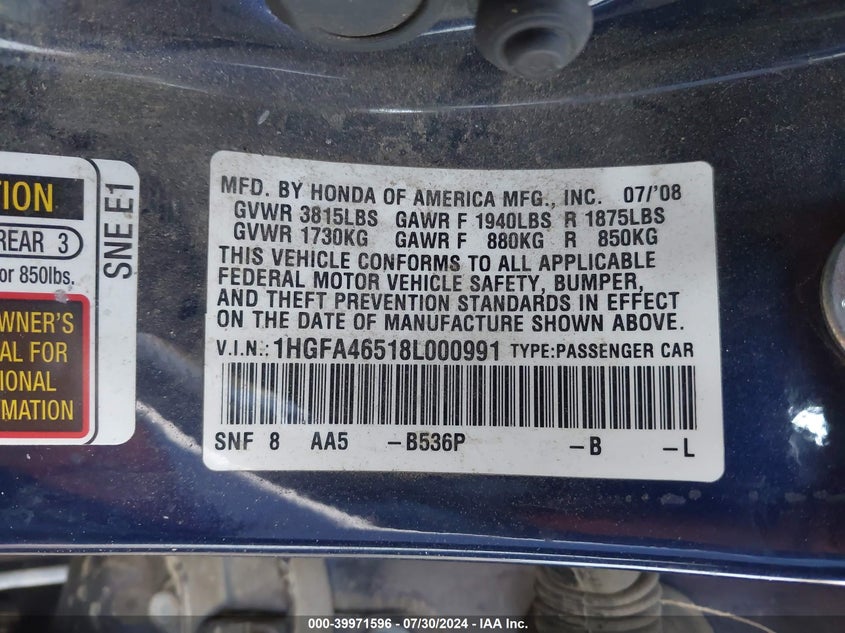 TION
REAR 3
or 850lbs.
WNER'S
AL FOR
IONAL
RMATION
SNE E1
MFD. BY HONDA OF AMERICA MFG., INC. 07/'08
GVWR 3815LBS GAWR F 1940LBS R 1875LBS
GVWR 1730KG GAWR F 880KG R 850KG
THIS VEHICLE CONFORMS TO ALL APPLICABLE
FEDERAL MOTOR VEHICLE SAFETY, BUMPER,
AND THEFT PREVENTION STANDARDS IN EFFECT
ON THE DATE OF MANUFACTURE SHOWN ABOVE.
V.I.N.: 1HGFA46518L000991 TYPE:PASSENGER CAR
SNF 8 AA5 -B536P -B -L
000-39971596 - 07/30/2024 - IAA Inc.